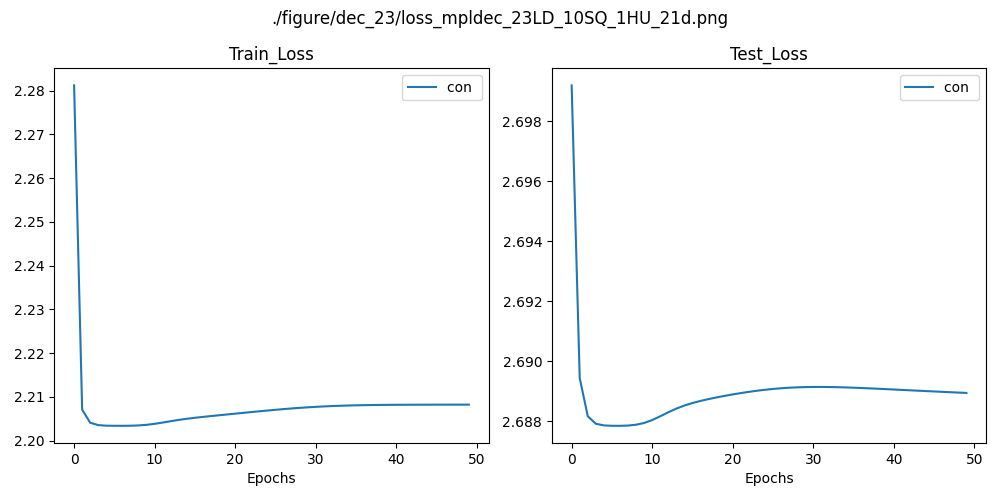 ./figure/dec_23/loss_mpldec_23LD_10SQ_1HU_21d.png
Train_Loss
con
2.28
2.27
2.26
2.25
2.24
2.23
2.22
2.21
2.20
0 10 20 30 40 50
Epochs
Test_Loss
con
2.698
2.696
2.694
2.692
2.690
2.688
0 10 20 30 40 50
Epochs